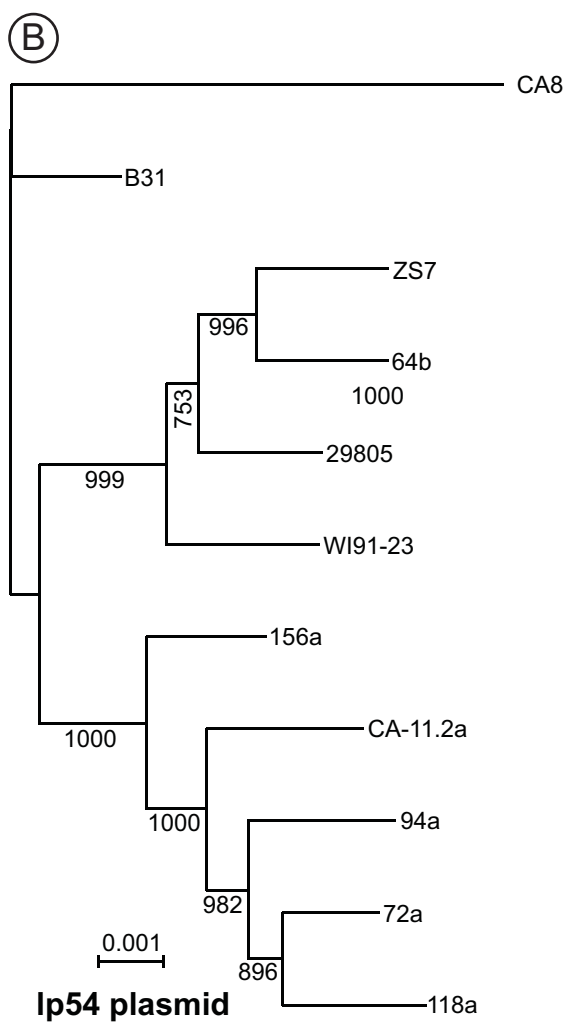 B
CA8
B31
ZS7
996
64b
753
1000
29805
999
WI91-23
156a
CA-11.2a
1000
1000
94a
982
72a
0.001
896
lp54 plasmid
118a